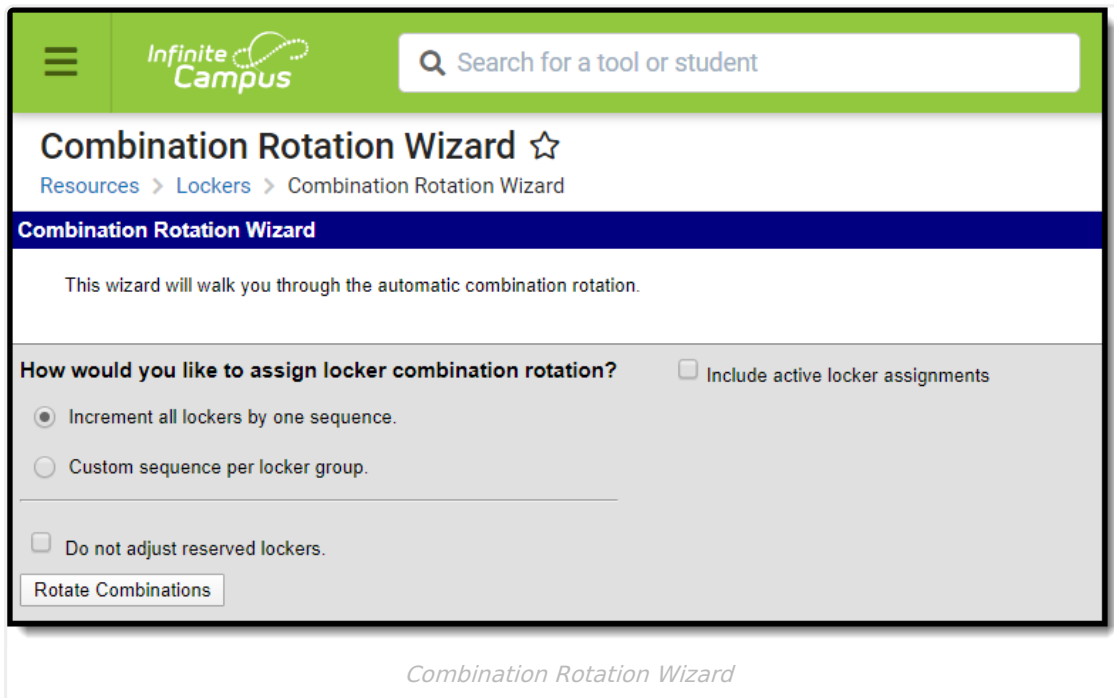 Infinite
Campus
Search for a tool or student
Combination Rotation Wizard
Resources > Lockers > Combination Rotation Wizard
Combination Rotation Wizard
This wizard will walk you through the automatic combination rotation.
How would you like to assign locker combination rotation?
Include active locker assignments
Increment all lockers by one sequence.
Custom sequence per locker group.
Do not adjust reserved lockers.
Rotate Combinations
Combination Rotation Wizard